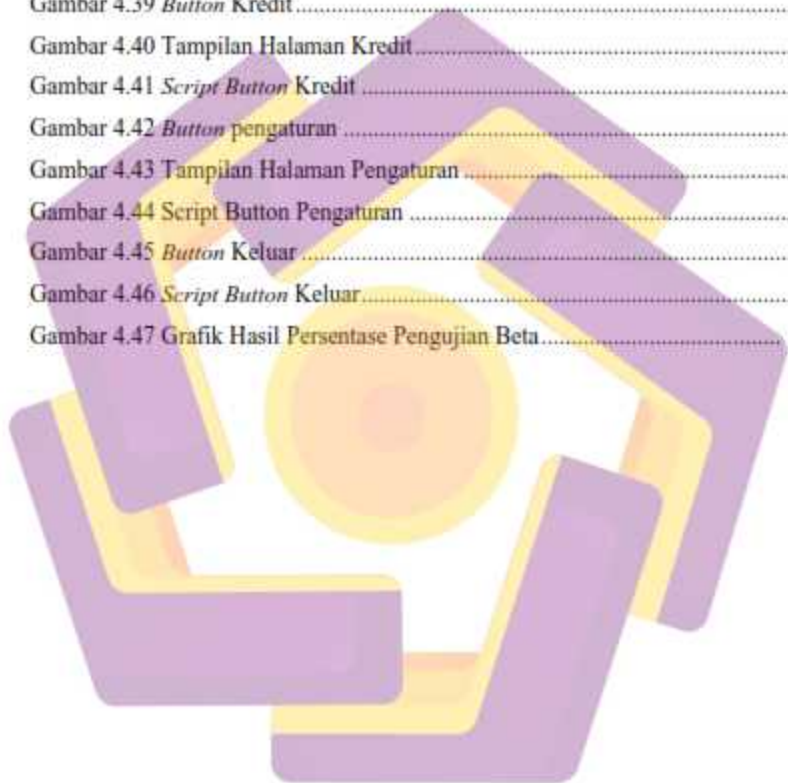 Gambar 4.39 Button Kredit
Gambar 4.40 Tampilan Halaman Kredit
Gambar 4.41 Script Button Kredit
Gambar 4.42 Button pengaturan
Gambar 4.43 Tampilan Halaman Pengaturan
Gambar 4.44 Script Button Pengaturan
Gambar 4.45 Button Keluar
Gambar 4.46 Script Button Keluar
Gambar 4.47 Grafik Hasil Persentase Pengujian Beta